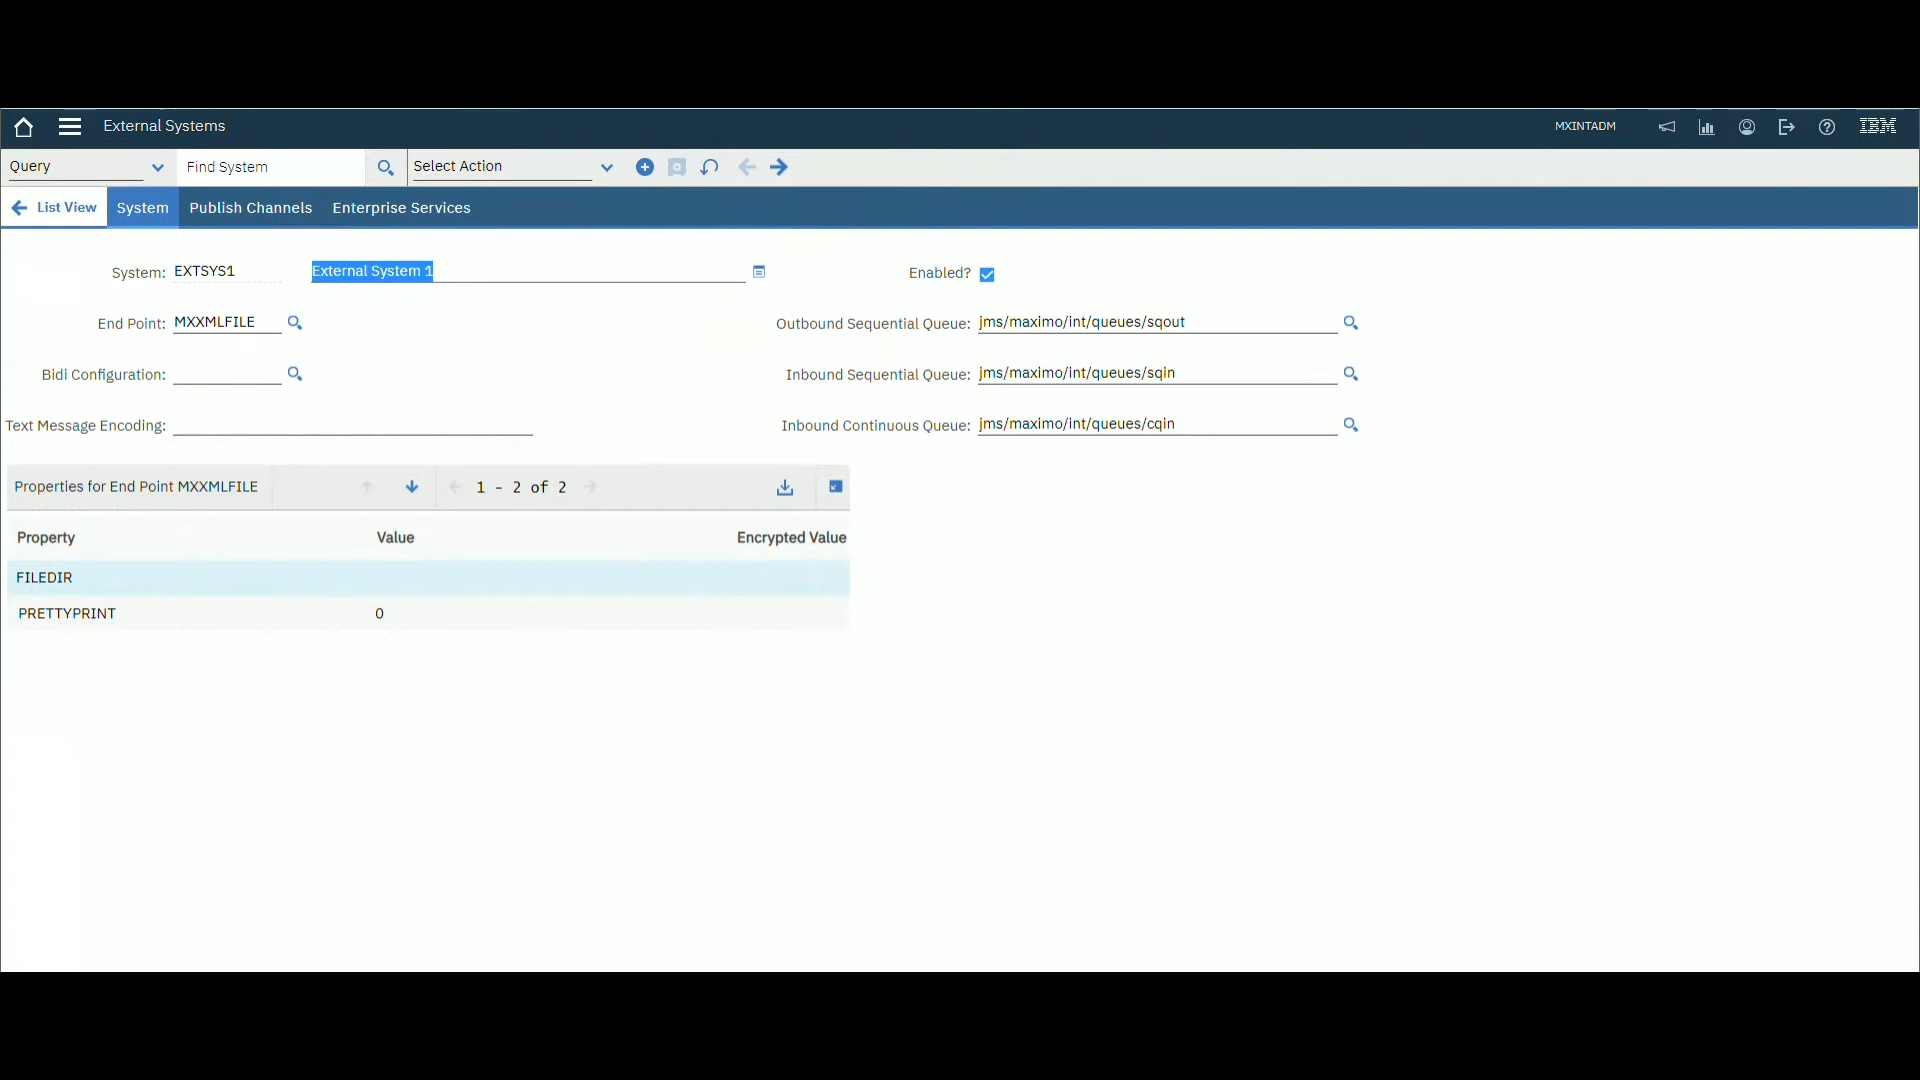 External Systems MXINTADM IBM
Query Find System Select Action
List View System Publish Channels Enterprise Services
System: EXTSYS1 External System 1 Enabled?
End Point: MXXMLFILE Outbound Sequential Queue: jms/maximo/int/queues/sqout
Bidi Configuration: Inbound Sequential Queue: jms/maximo/int/queues/sqin
Text Message Encoding: Inbound Continuous Queue: jms/maximo/int/queues/cqin
Properties for End Point MXXMLFILE 1 - 2 of 2
Property Value Encrypted Value
FILEDIR
PRETTYPRINT 0